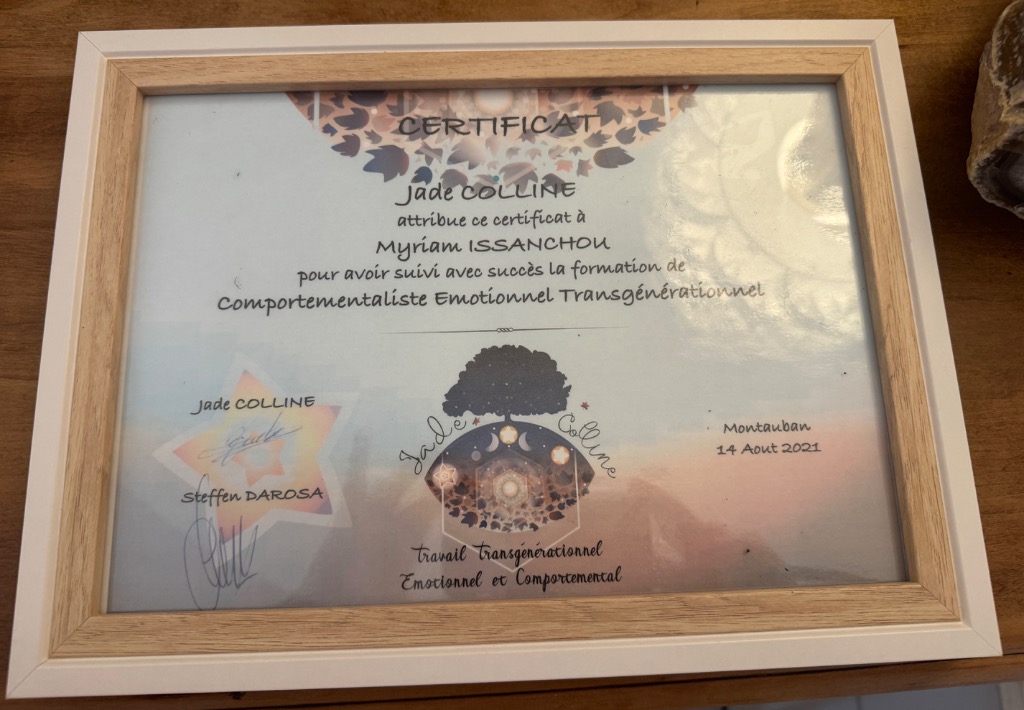 CERTIFICAT
Jade COLLINE
attribue ce certificat à
Myriam ISSANCHOU
pour avoir suivi avec succès la formation de
Comportementaliste Emotionnel Transgénérationnel
Jade COLLINE
Steffen DAROSA
Jade Colline
Travail Transgénérationnel
Emotionnel et Comportemental
Montauban
14 Aout 2021